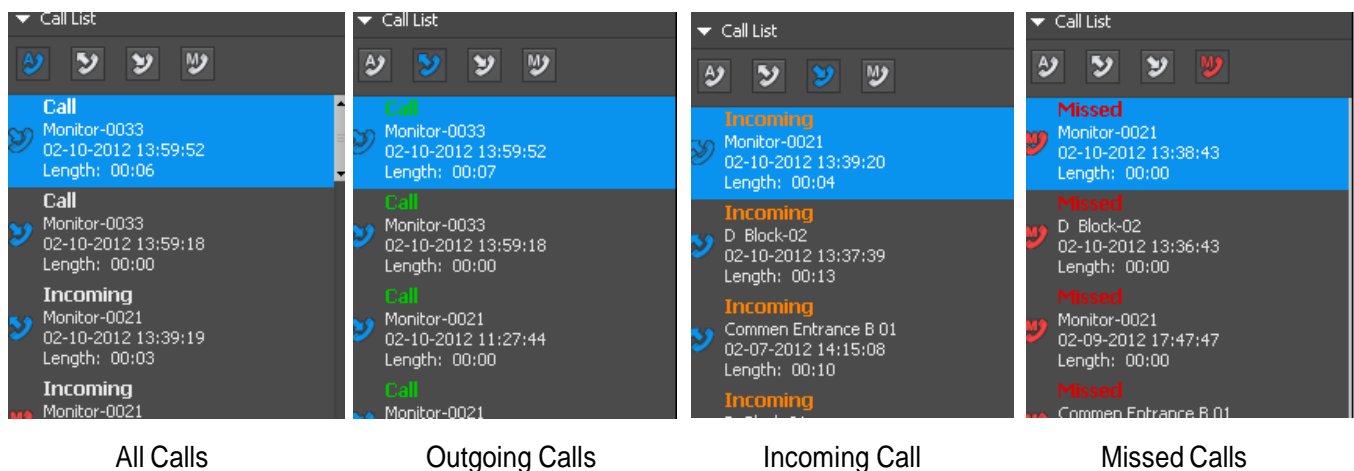 Call List
A
M
Call
Monitor-0033
02-10-2012 13:59:52
Length: 00:06
Call
Monitor-0033
02-10-2012 13:59:18
Length: 00:00
Incoming
Monitor-0021
02-10-2012 13:39:19
Length: 00:03
Incoming
Monitor-0021
All Calls
Call List
A
M
Call
Monitor-0033
02-10-2012 13:59:52
Length: 00:07
Call
Monitor-0033
02-10-2012 13:59:18
Length: 00:00
Call
Monitor-0021
02-10-2012 11:27:44
Length: 00:00
Call
Monitor-0021
Outgoing Calls
Call List
A
M
Incoming
Monitor-0021
02-10-2012 13:39:20
Length: 00:04
Incoming
D Block-02
02-10-2012 13:37:39
Length: 00:13
Incoming
Commen Entrance B 01
02-07-2012 14:15:08
Length: 00:10
Incoming
Incoming Call
Call List
A
M
Missed
Monitor-0021
02-10-2012 13:38:43
Length: 00:00
Missed
D Block-02
02-10-2012 13:36:43
Length: 00:00
Missed
Monitor-0021
02-09-2012 17:47:47
Length: 00:00
Missed
Commen Entrance B 01
Missed Calls